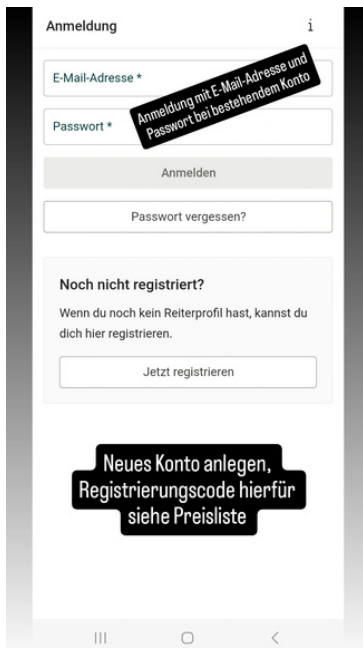 Anmeldung i
E-Mail-Adresse *
Anmeldung mit E-Mail-Adresse und
Passwort bei bestehendem Konto
Passwort *
Anmelden
Passwort vergessen?
Noch nicht registriert?
Wenn du noch kein Reiterprofil hast, kannst du
dich hier registrieren.
Jetzt registrieren
Neues Konto anlegen,
Registrierungscode hierfür
siehe Preisliste